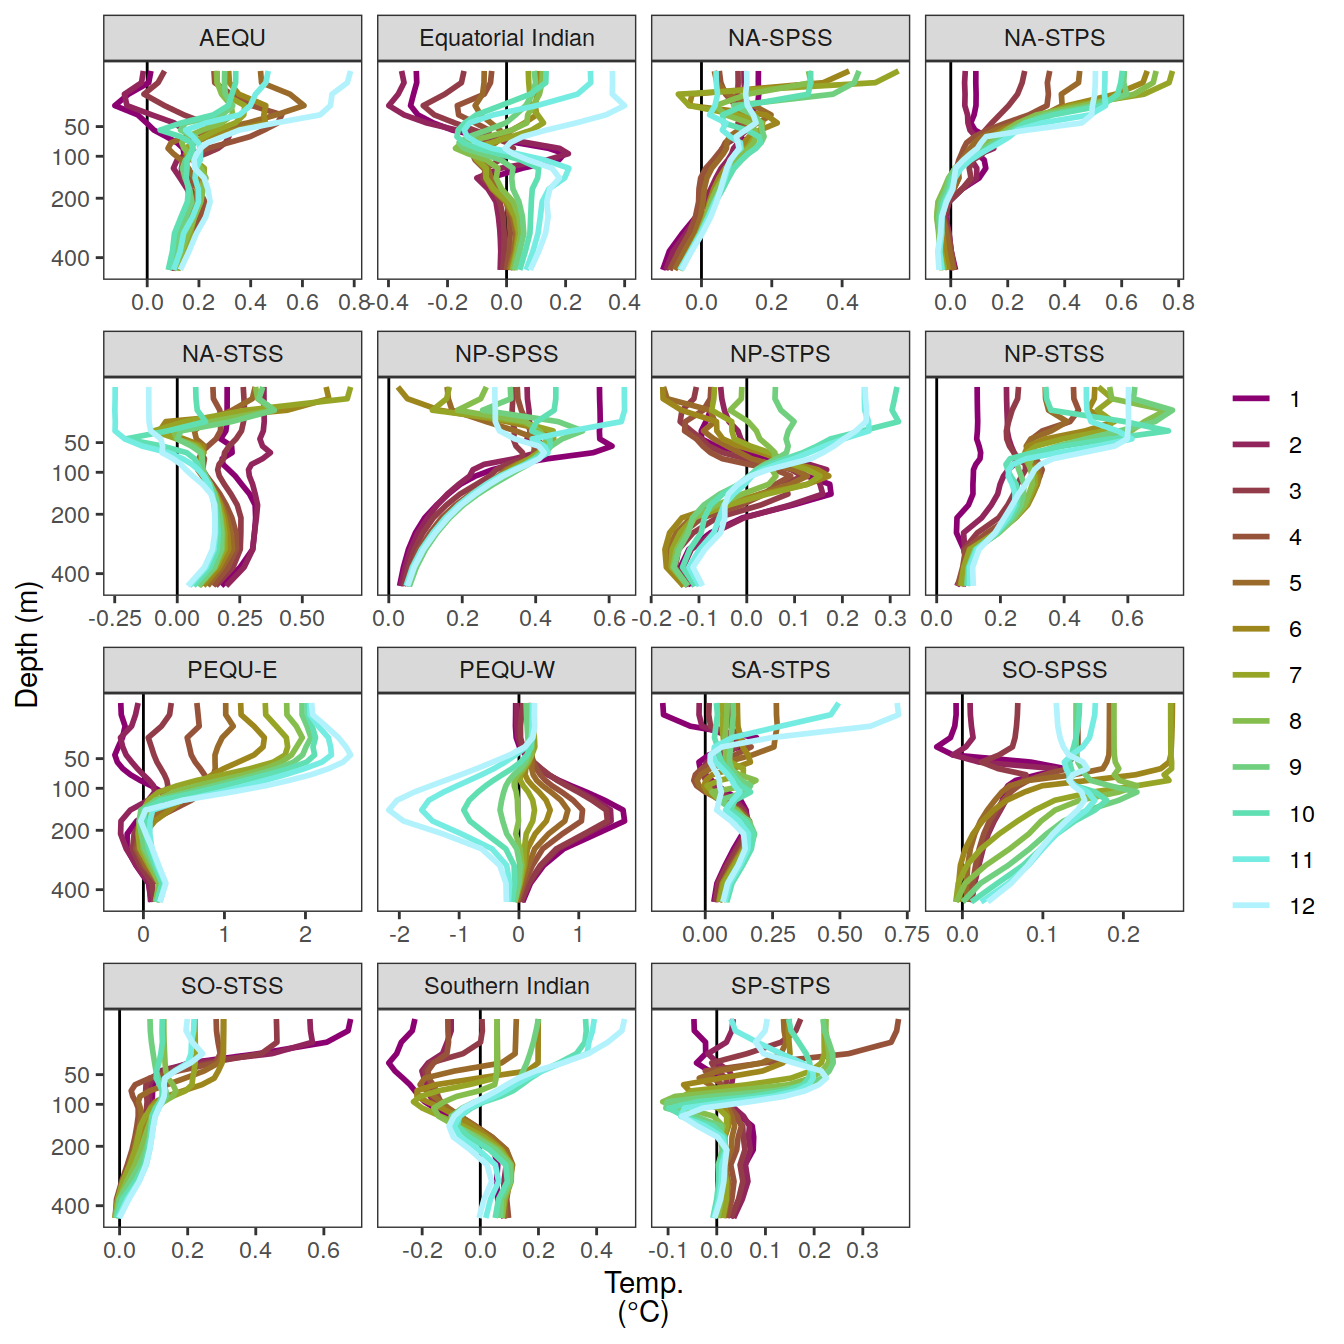 AEQU
Equatorial Indian
NA-SPSS
NA-STPS
50
100
200
400
0.0 0.2 0.4 0.6 0.8
-0.4 -0.2 0.0 0.2 0.4
0.0 0.2 0.4
0.0 0.2 0.4 0.6 0.8
NA-STSS
NP-SPSS
NP-STPS
NP-STSS
50
100
200
400
-0.25 0.00 0.25 0.50
0.0 0.2 0.4 0.6
-0.2 -0.1 0.0 0.1 0.2 0.3
0.0 0.2 0.4 0.6
Depth (m)
PEQU-E
PEQU-W
SA-STPS
SO-SPSS
50
100
200
400
0 1 2
-2 -1 0 1
0.00 0.25 0.50 0.75
0.0 0.1 0.2
SO-STSS
Southern Indian
SP-STPS
50
100
200
400
0.0 0.2 0.4 0.6
-0.2 0.0 0.2 0.4
-0.1 0.0 0.1 0.2 0.3
Temp.
(°C)
1
2
3
4
5
6
7
8
9
10
11
12